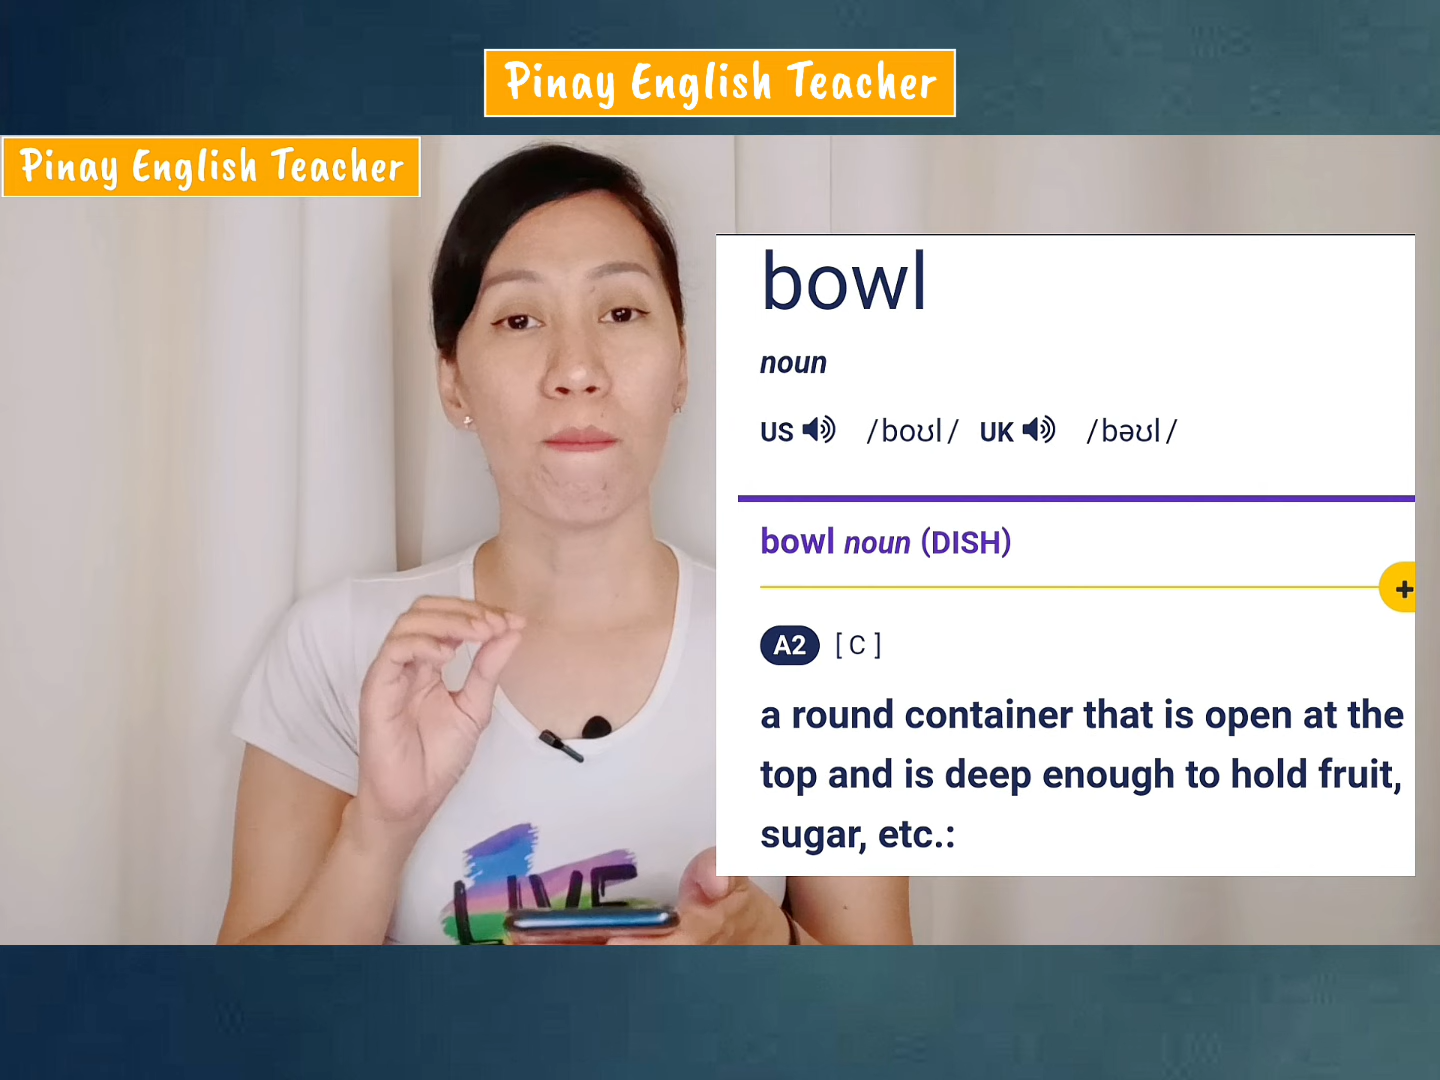 Pinay English Teacher
Pinay English Teacher
bowl
noun
US /boʊl/ UK /bəʊl/
bowl noun (DISH)
+
A2 [ C ]
a round container that is open at the
top and is deep enough to hold fruit,
sugar, etc.:
LIVE